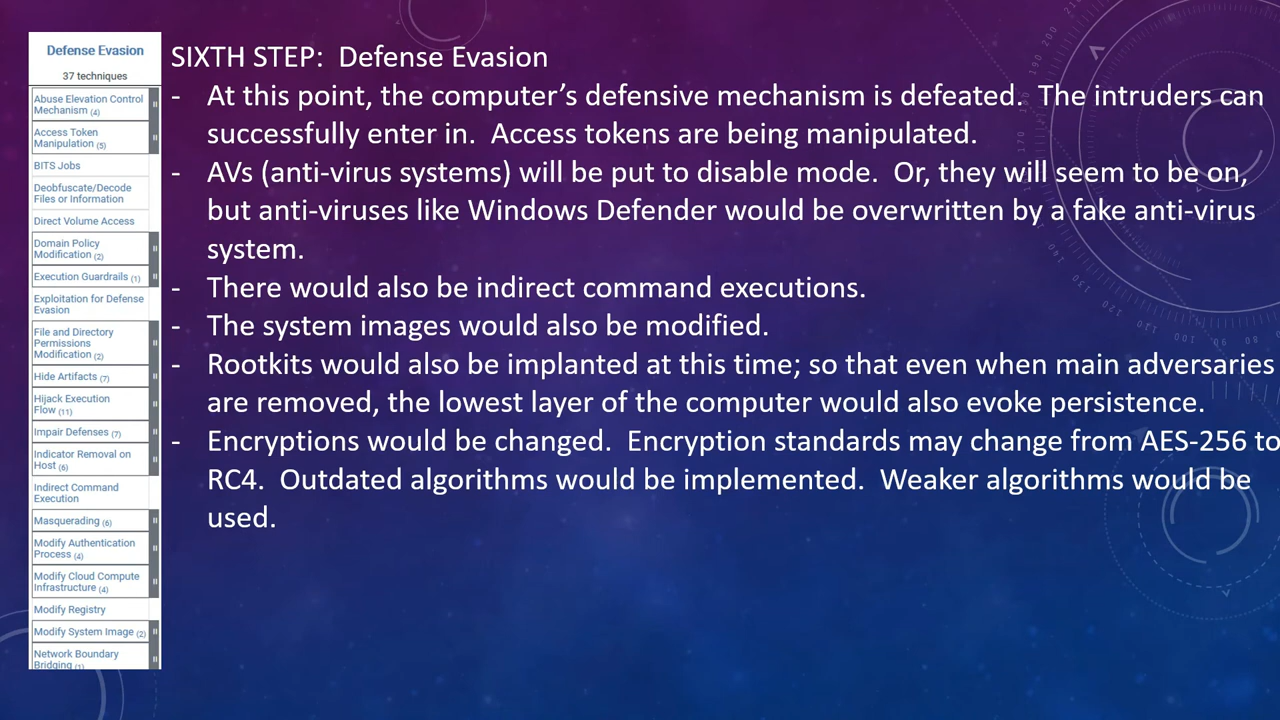 Defense Evasion
37 techniques
Abuse Elevation Control
Mechanism (4)
Access Token
Manipulation (5)
BITS Jobs
Deobfuscate/Decode
Files or Information
Direct Volume Access
Domain Policy
Modification (2)
Execution Guardrails (1)
Exploitation for Defense
Evasion
File and Directory
Permissions
Modification (2)
Hide Artifacts (7)
Hijack Execution
Flow (11)
Impair Defenses (7)
Indicator Removal on
Host (6)
Indirect Command
Execution
Masquerading (6)
Modify Authentication
Process (4)
Modify Cloud Compute
Infrastructure (4)
Modify Registry
Modify System Image (2)
Network Boundary
Bridging (1)
SIXTH STEP:  Defense Evasion
- At this point, the computer’s defensive mechanism is defeated.  The intruders can
successfully enter in.  Access tokens are being manipulated.
- AVs (anti-virus systems) will be put to disable mode.  Or, they will seem to be on,
but anti-viruses like Windows Defender would be overwritten by a fake anti-virus
system.
- There would also be indirect command executions.
- The system images would also be modified.
- Rootkits would also be implanted at this time; so that even when main adversaries
are removed, the lowest layer of the computer would also evoke persistence.
- Encryptions would be changed.  Encryption standards may change from AES-256 to
RC4.  Outdated algorithms would be implemented.  Weaker algorithms would be
used.